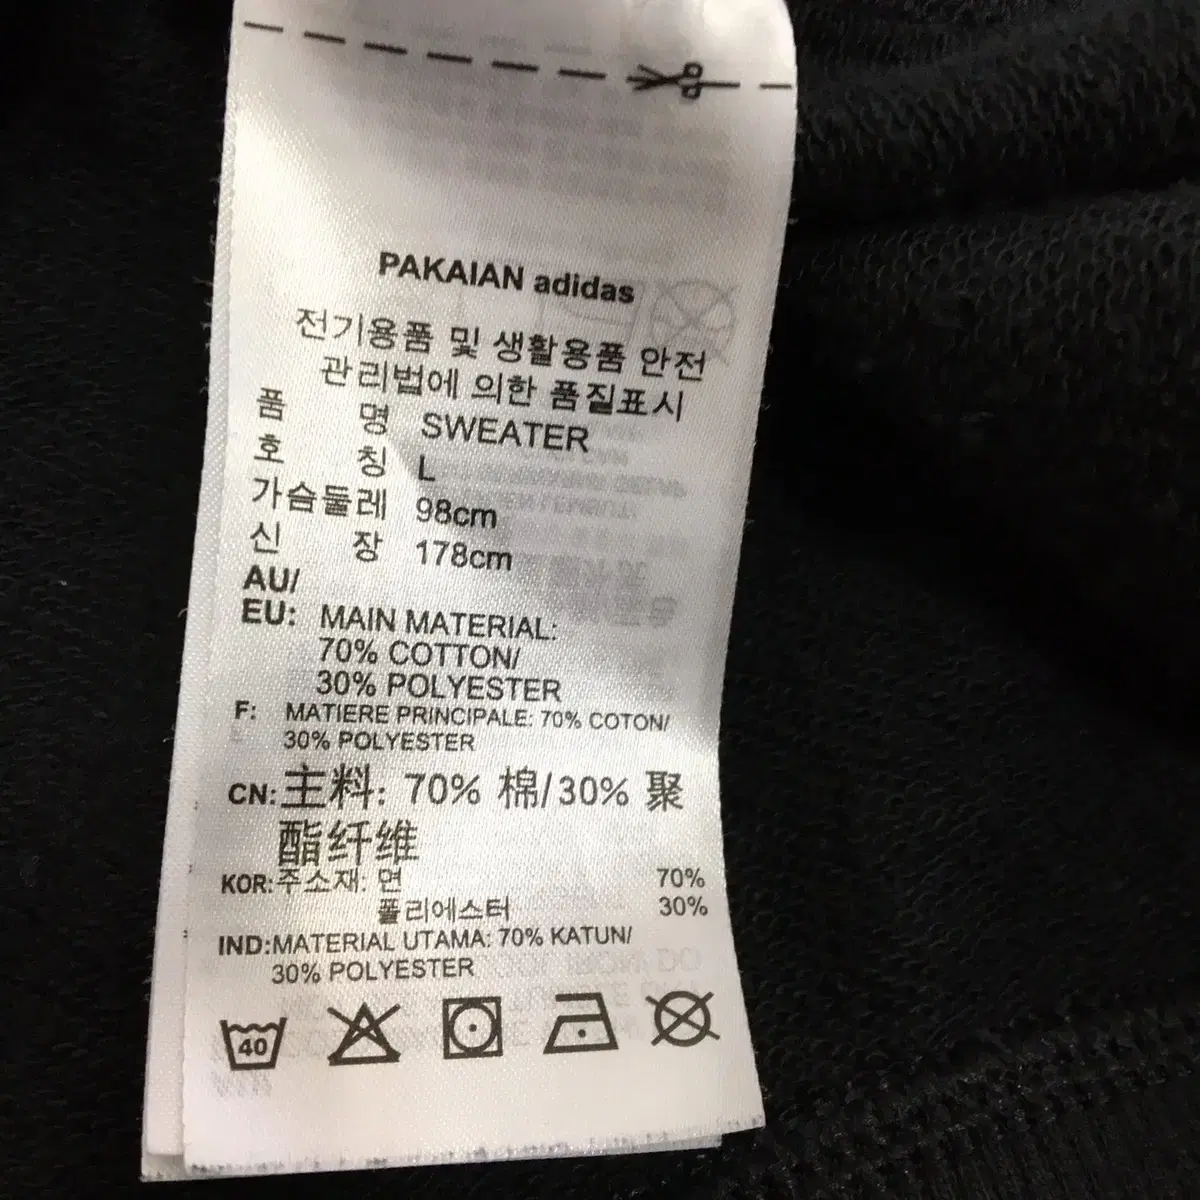 PAKAIAN adidas
전기용품 및 생활용품 안전
관리법에 의한 품질표시
품 명 SWEATER
호 칭 L
가슴둘레 98cm
신 장 178cm
AU/
EU: MAIN MATERIAL:
70% COTTON/
30% POLYESTER
F: MATIERE PRINCIPALE: 70% COTON/
30% POLYESTER
CN: 主料: 70% 棉/30% 聚
酯纤维
KOR: 주소재: 면 70%
폴리에스터 30%
IND: MATERIAL UTAMA: 70% KATUN/
30% POLYESTER
40